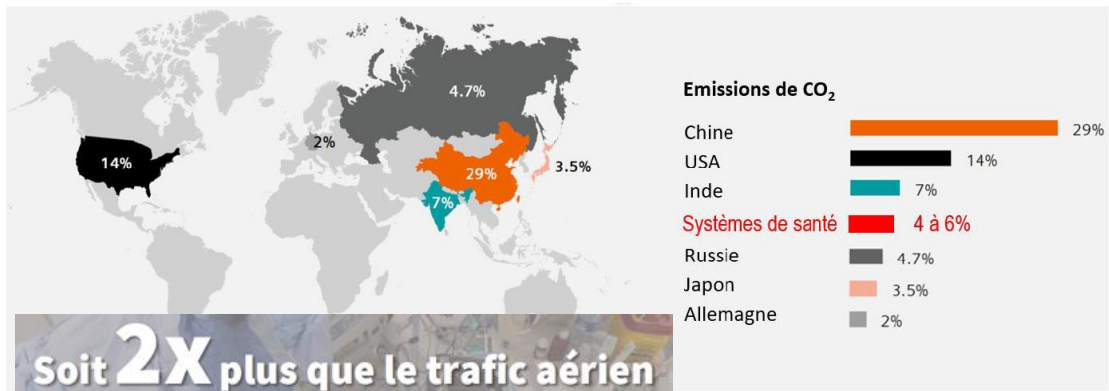 4.7%
2%
14%
3.5%
29%
7%
Emissions de CO₂
Chine 29%
USA 14%
Inde 7%
Systèmes de santé 4 à 6%
Russie 4.7%
Japon 3.5%
Allemagne 2%
Soit 2X plus que le trafic aérien